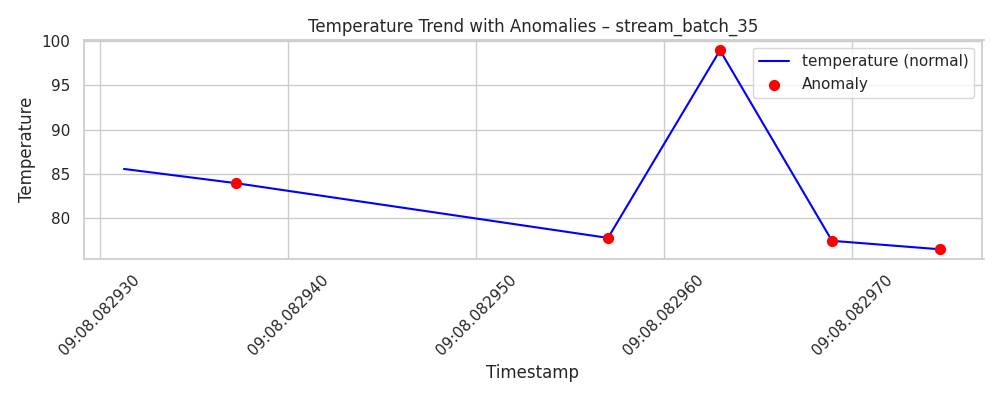 Temperature Trend with Anomalies – stream_batch_35
temperature (normal)
Anomaly
Temperature
100
95
90
85
80
09:08.082930
09:08.082940
09:08.082950
09:08.082960
09:08.082970
Timestamp